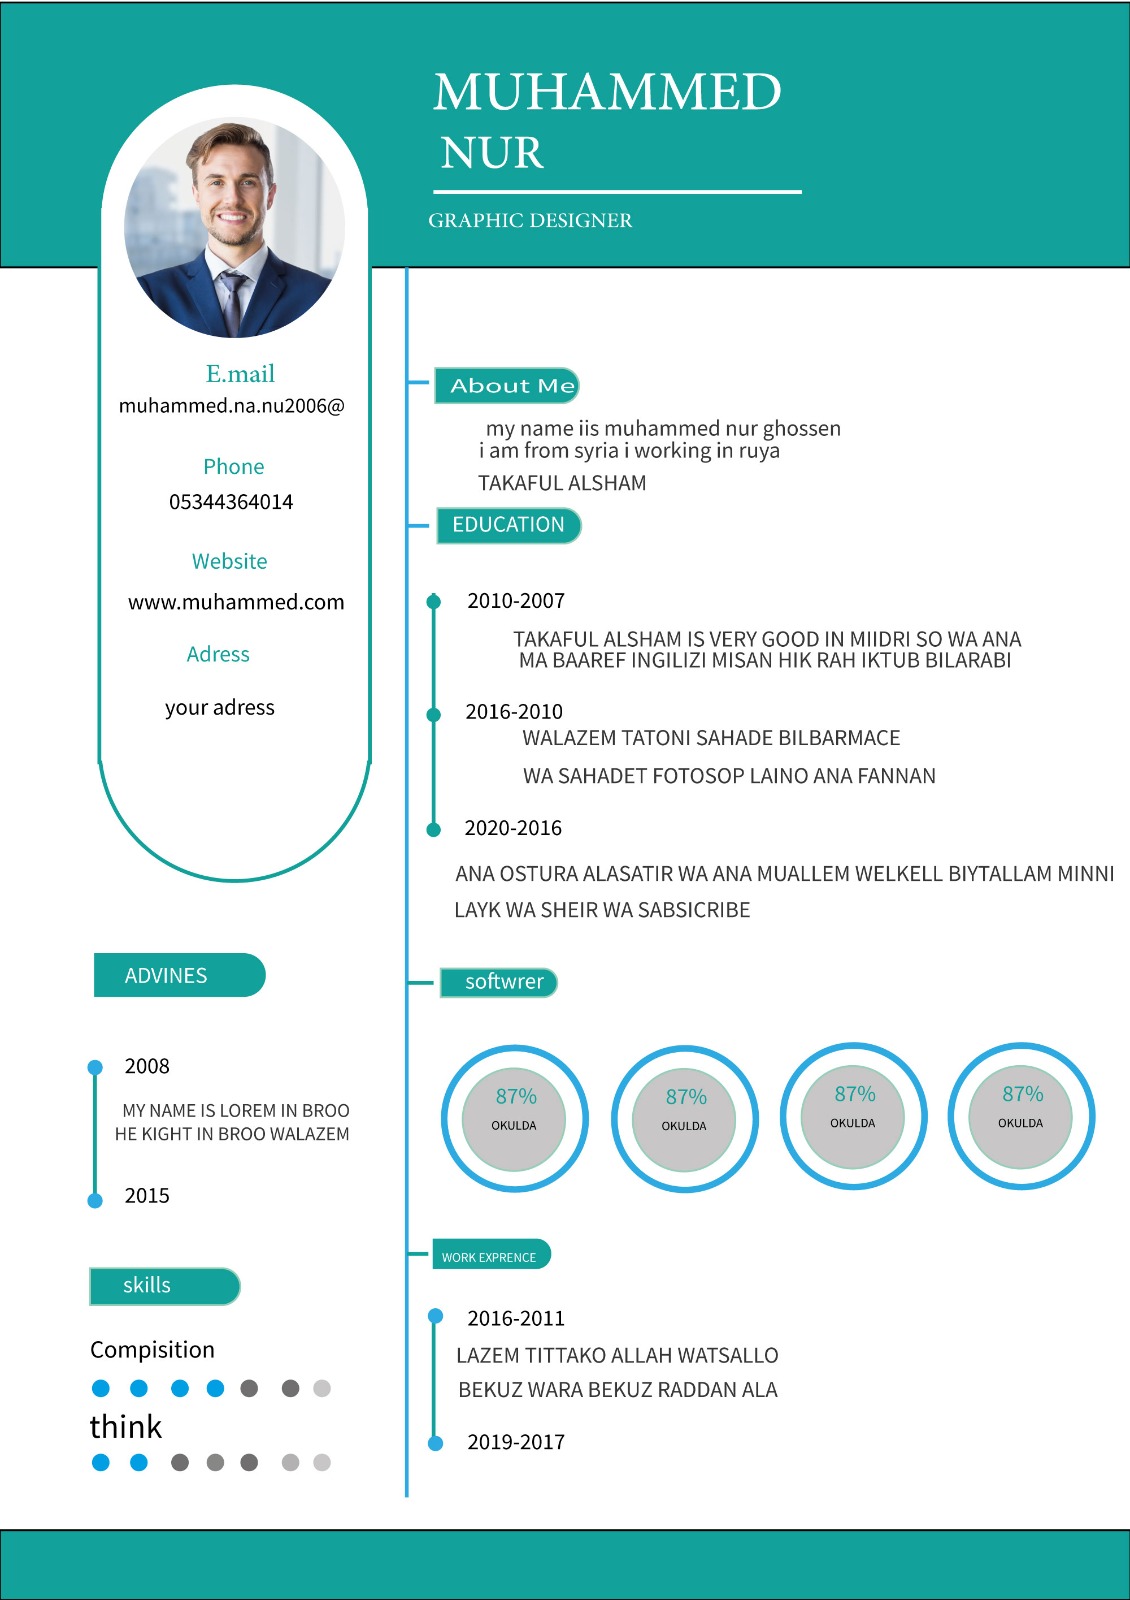 MUHAMMED
NUR
GRAPHIC DESIGNER
E.mail
muhammed.na.nu2006@
Phone
05344364014
Website
www.muhammed.com
Adress
your adress
ADVINES
2008
MY NAME IS LOREM IN BROO
HE KIGHT IN BROO WALAZEM
2015
skills
Compisition
think
About Me
my name iis muhammed nur ghossen
i am from syria i working in ruya
TAKAFUL ALSHAM
EDUCATION
2010-2007
TAKAFUL ALSHAM IS VERY GOOD IN MIIDRI SO WA ANA
MA BAAREF INGILIZI MISAN HIK RAH IKTUB BILARABI
2016-2010
WALAZEM TATONI SAHADE BILBARMACE
WA SAHADET FOTOSOP LAINO ANA FANNAN
2020-2016
ANA OSTURA ALASATIR WA ANA MUALLEM WELKELL BIYTALLAM MINNI
LAYK WA SHEIR WA SABSICRIBE
softwrer
87% 87% 87% 87%
OKULDA OKULDA OKULDA OKULDA
WORK EXPRENCE
2016-2011
LAZEM TITTAKO ALLAH WATSALLO
BEKUZ WARA BEKUZ RADDAN ALA
2019-2017